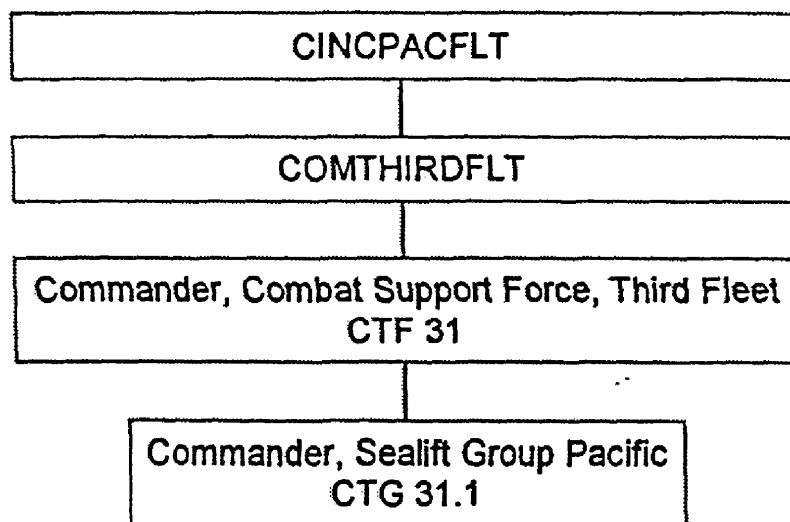 CINCPACFLT
COMTHIRDFLT
Commander, Combat Support Force, Third Fleet
CTF 31
Commander, Sealift Group Pacific
CTG 31.1